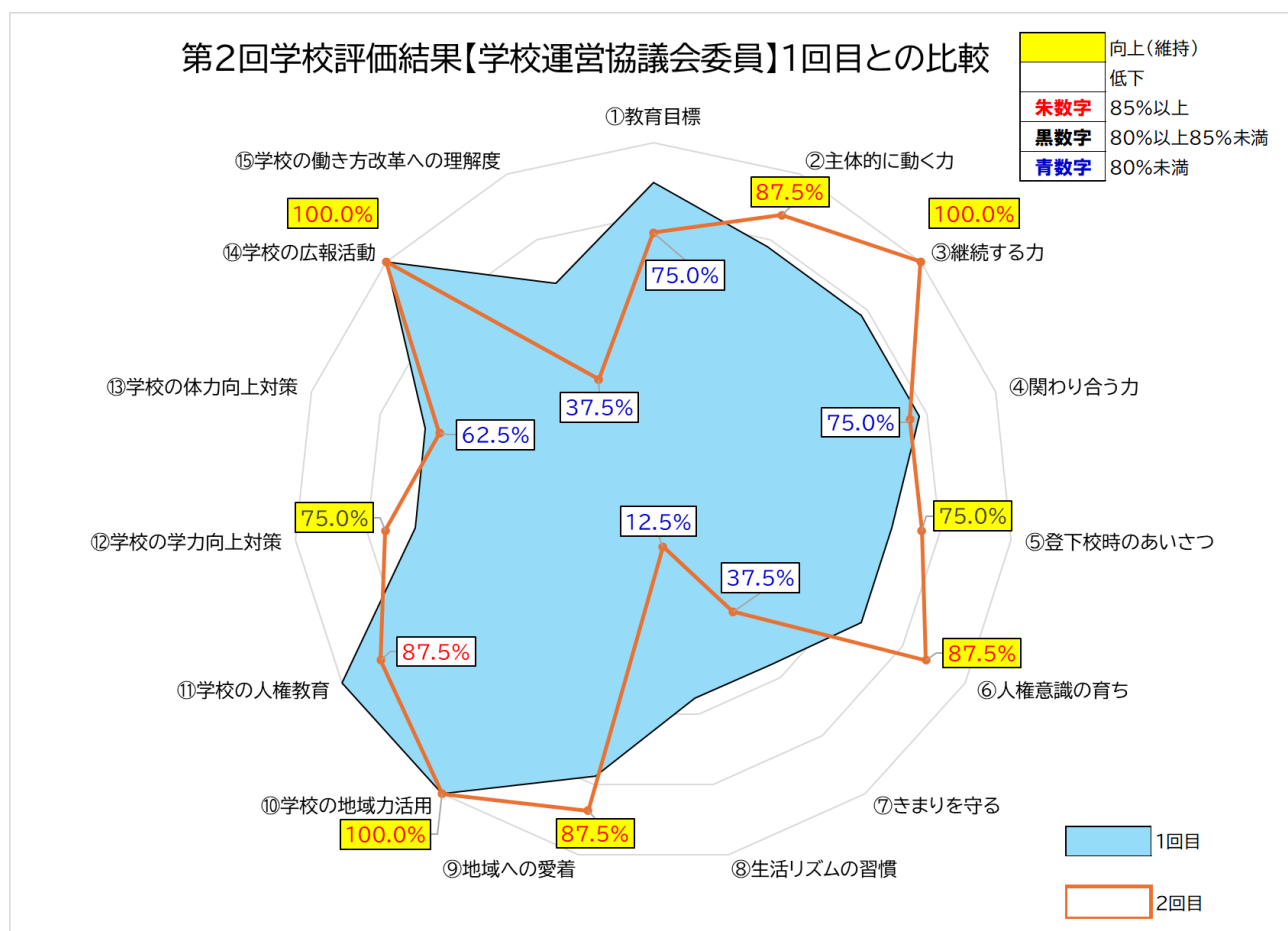 第2回学校評価結果【学校運営協議会委員】1回目との比較
向上(維持)
低下
朱数字 85%以上
黒数字 80%以上85%未満
青数字 80%未満
①教育目標
75.0%
②主体的に動く力
87.5%
③継続する力
100.0%
④関わり合う力
75.0%
⑤登下校時のあいさつ
75.0%
⑥人権意識の育ち
87.5%
⑦きまりを守る
37.5%
⑧生活リズムの習慣
12.5%
⑨地域への愛着
87.5%
⑩学校の地域力活用
100.0%
⑪学校の人権教育
87.5%
⑫学校の学力向上対策
75.0%
⑬学校の体力向上対策
62.5%
⑭学校の広報活動
100.0%
⑮学校の働き方改革への理解度
37.5%
1回目
2回目